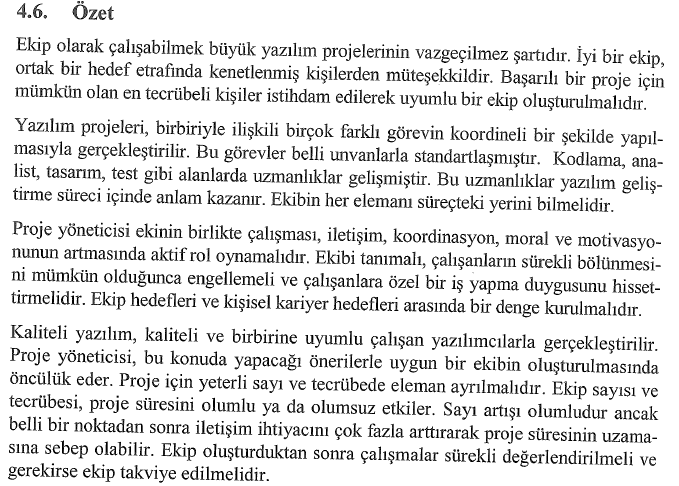 4.6. Özet
Ekip olarak çalışabilmek büyük yazılım projelerinin vazgeçilmez şartıdır. İyi bir ekip,
ortak bir hedef etrafında kenetlenmiş kişilerden müteşekkildir. Başarılı bir proje için
mümkün olan en tecrübeli kişiler istihdam edilerek uyumlu bir ekip oluşturulmalıdır.
Yazılım projeleri, birbiriyle ilişkili birçok farklı görevin koordineli bir şekilde yapıl-
masıyla gerçekleştirilir. Bu görevler belli unvanlarla standartlaşmıştır. Kodlama, ana-
list, tasarım, test gibi alanlarda uzmanlıklar gelişmiştir. Bu uzmanlıklar yazılım geliş-
tirme süreci içinde anlam kazanır. Ekibin her elemanı süreçteki yerini bilmelidir.
Proje yöneticisi ekinin birlikte çalışması, iletişim, koordinasyon, moral ve motivasyo-
nunun artmasında aktif rol oynamalıdır. Ekibi tanımalı, çalışanların sürekli bölünmesi-
ni mümkün olduğunca engellemeli ve çalışanlara özel bir iş yapma duygusunu hisset-
tirmelidir. Ekip hedefleri ve kişisel kariyer hedefleri arasında bir denge kurulmalıdır.
Kaliteli yazılım, kaliteli ve birbirine uyumlu çalışan yazılımcılarla gerçekleştirilir.
Proje yöneticisi, bu konuda yapacağı önerilerle uygun bir ekibin oluşturulmasında
öncülük eder. Proje için yeterli sayı ve tecrübede eleman ayrılmalıdır. Ekip sayısı ve
tecrübesi, proje süresini olumlu ya da olumsuz etkiler. Sayı artışı olumludur ancak
belli bir noktadan sonra iletişim ihtiyacını çok fazla arttırarak proje süresinin uzama-
sına sebep olabilir. Ekip oluşturduktan sonra çalışmalar sürekli değerlendirilmeli ve
gerekirse ekip takviye edilmelidir.